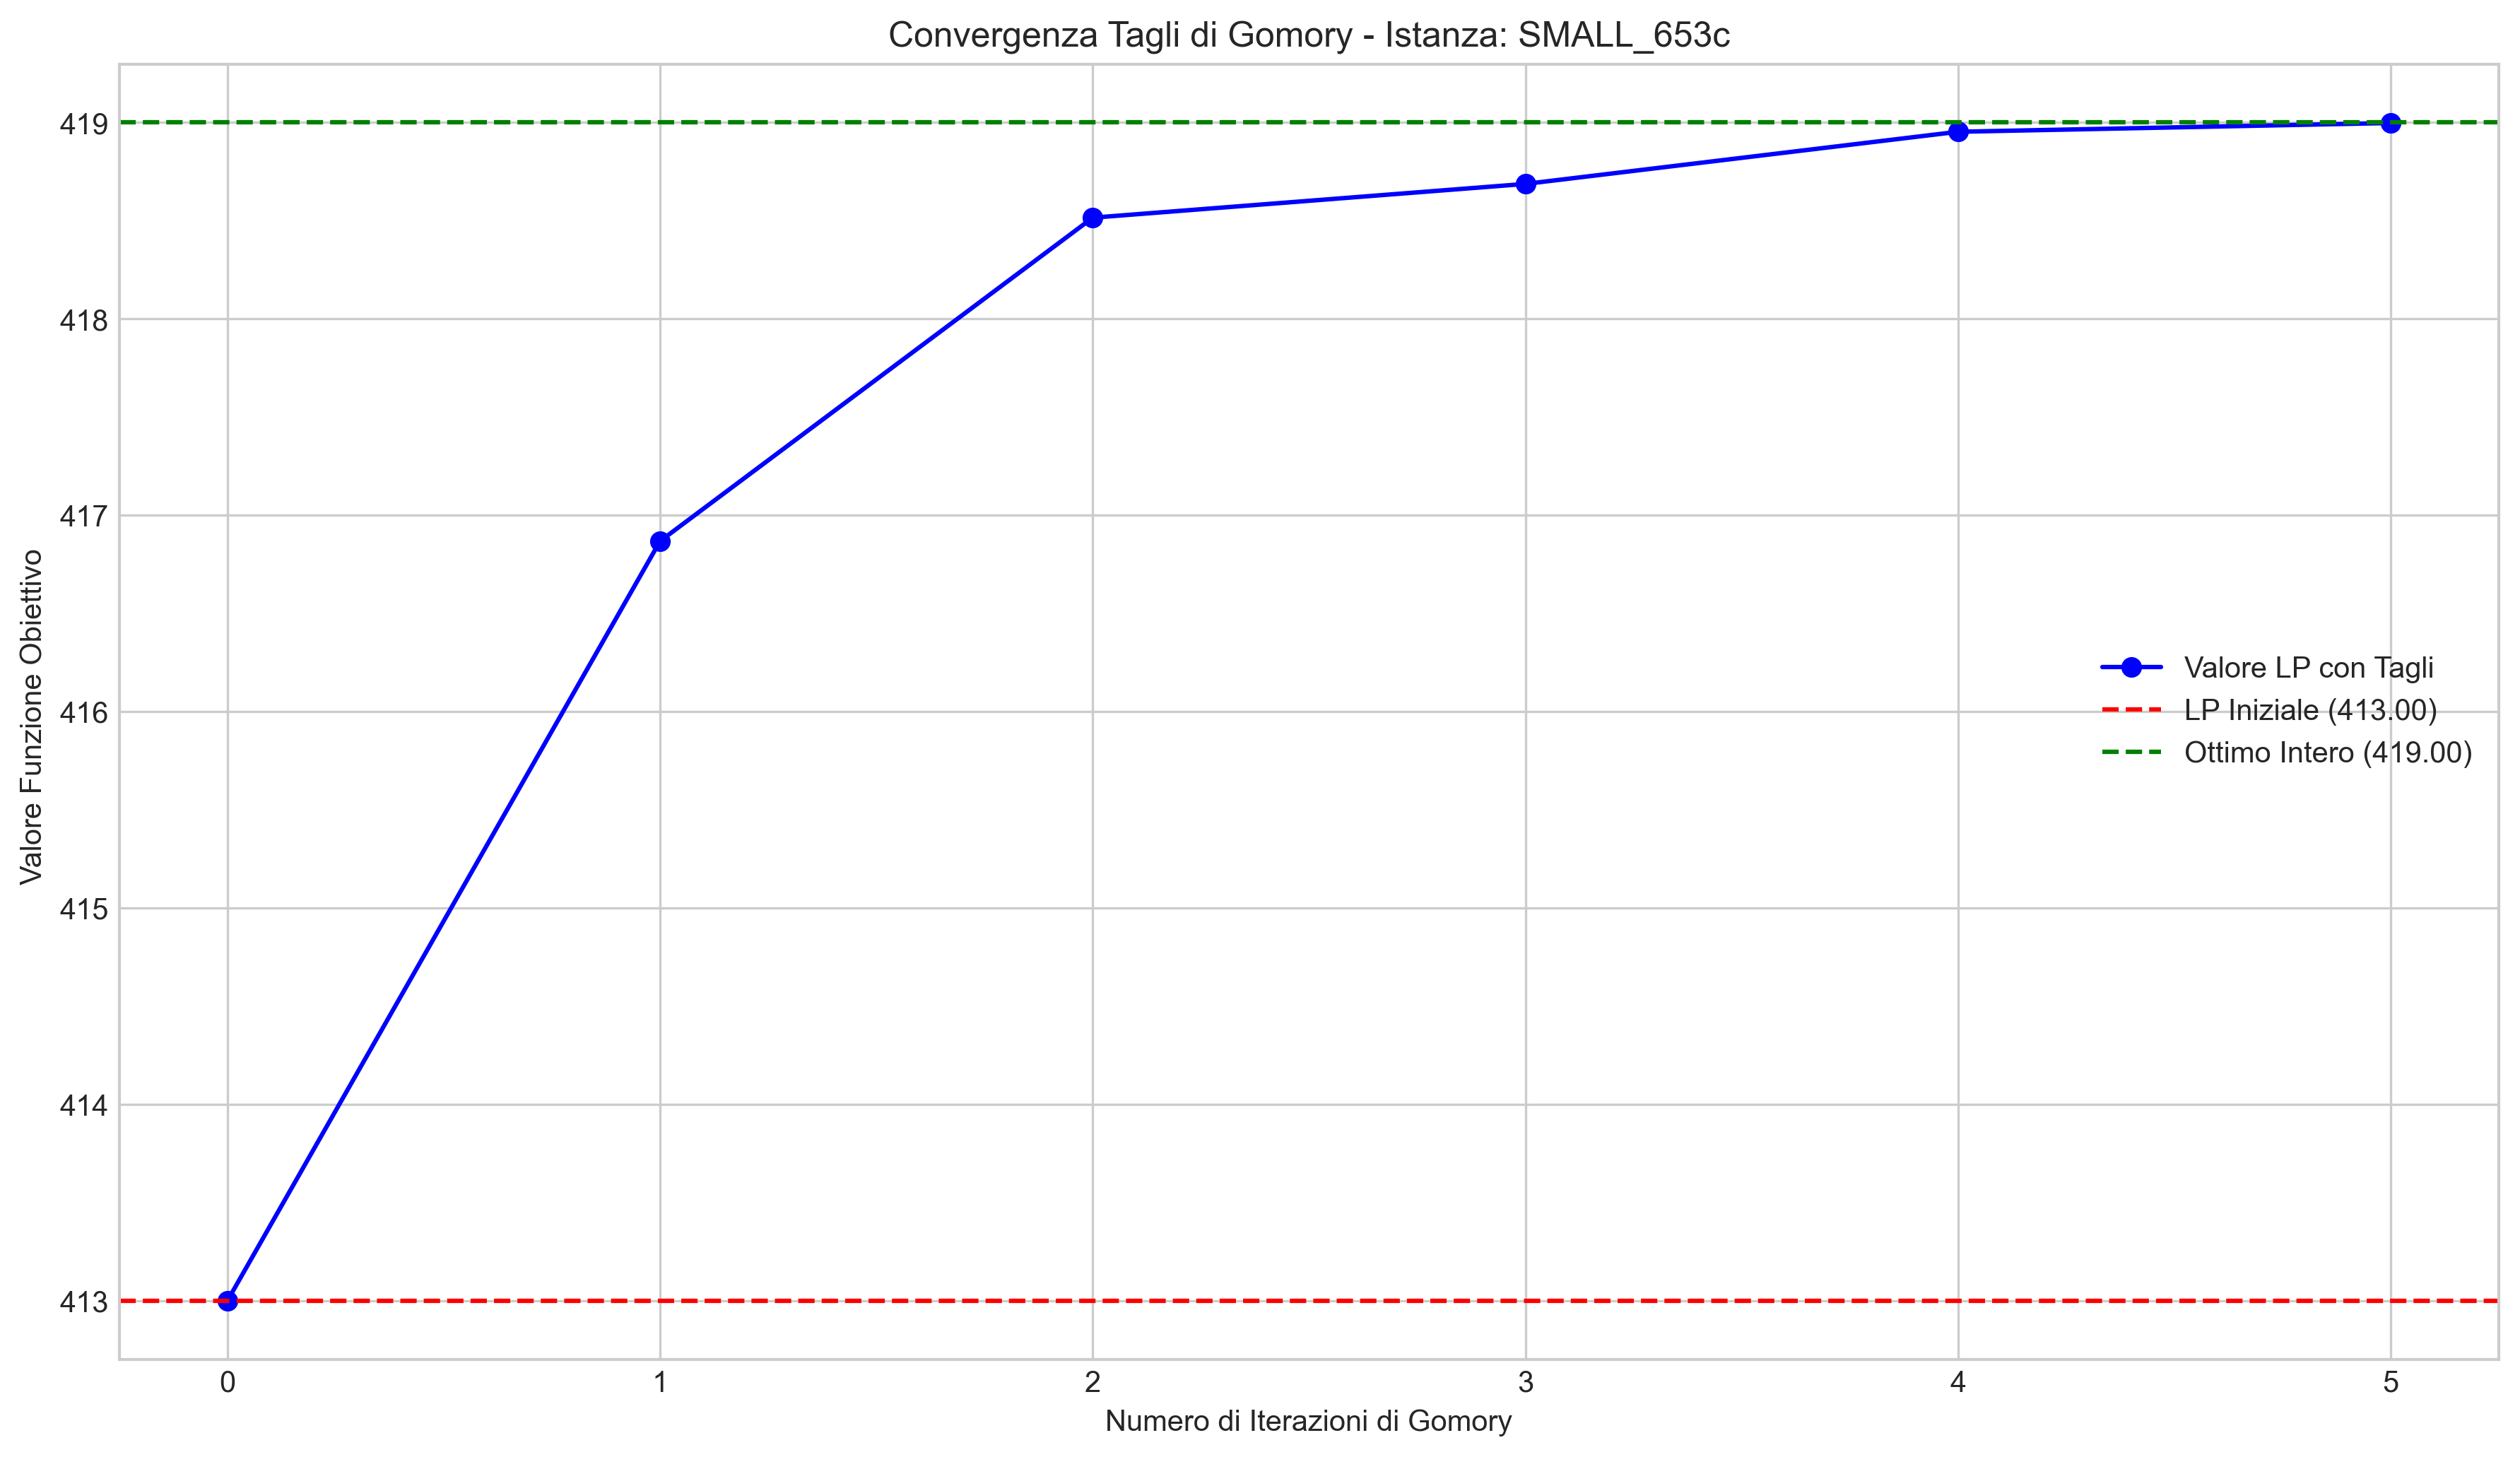 Convergenza Tagli di Gomory - Istanza: SMALL_653c
Valore Funzione Obiettivo
419
418
417
416
415
414
413
Valore LP con Tagli
LP Iniziale (413.00)
Ottimo Intero (419.00)
0 1 2 3 4 5
Numero di Iterazioni di Gomory